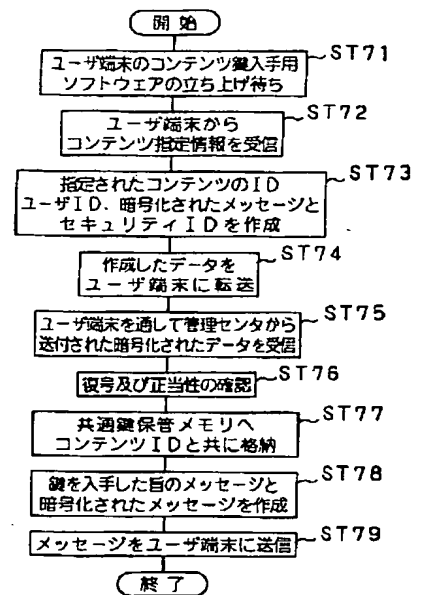 開始
ST71
ユーザ端末のコンテンツ鍵入手用
ソフトウェアの立ち上げ待ち
ST72
ユーザ端末から
コンテンツ指定情報を受信
ST73
指定されたコンテンツのID
ユーザID、暗号化されたメッセージと
セキュリティIDを作成
ST74
作成したデータを
ユーザ端末に転送
ST75
ユーザ端末を通して管理センタから
送付された暗号化されたデータを受信
ST76
復号及び正当性の確認
ST77
共通鍵保管メモリへ
コンテンツIDと共に格納
ST78
鍵を入手した旨のメッセージと
暗号化されたメッセージを作成
ST79
メッセージをユーザ端末に送信
終了